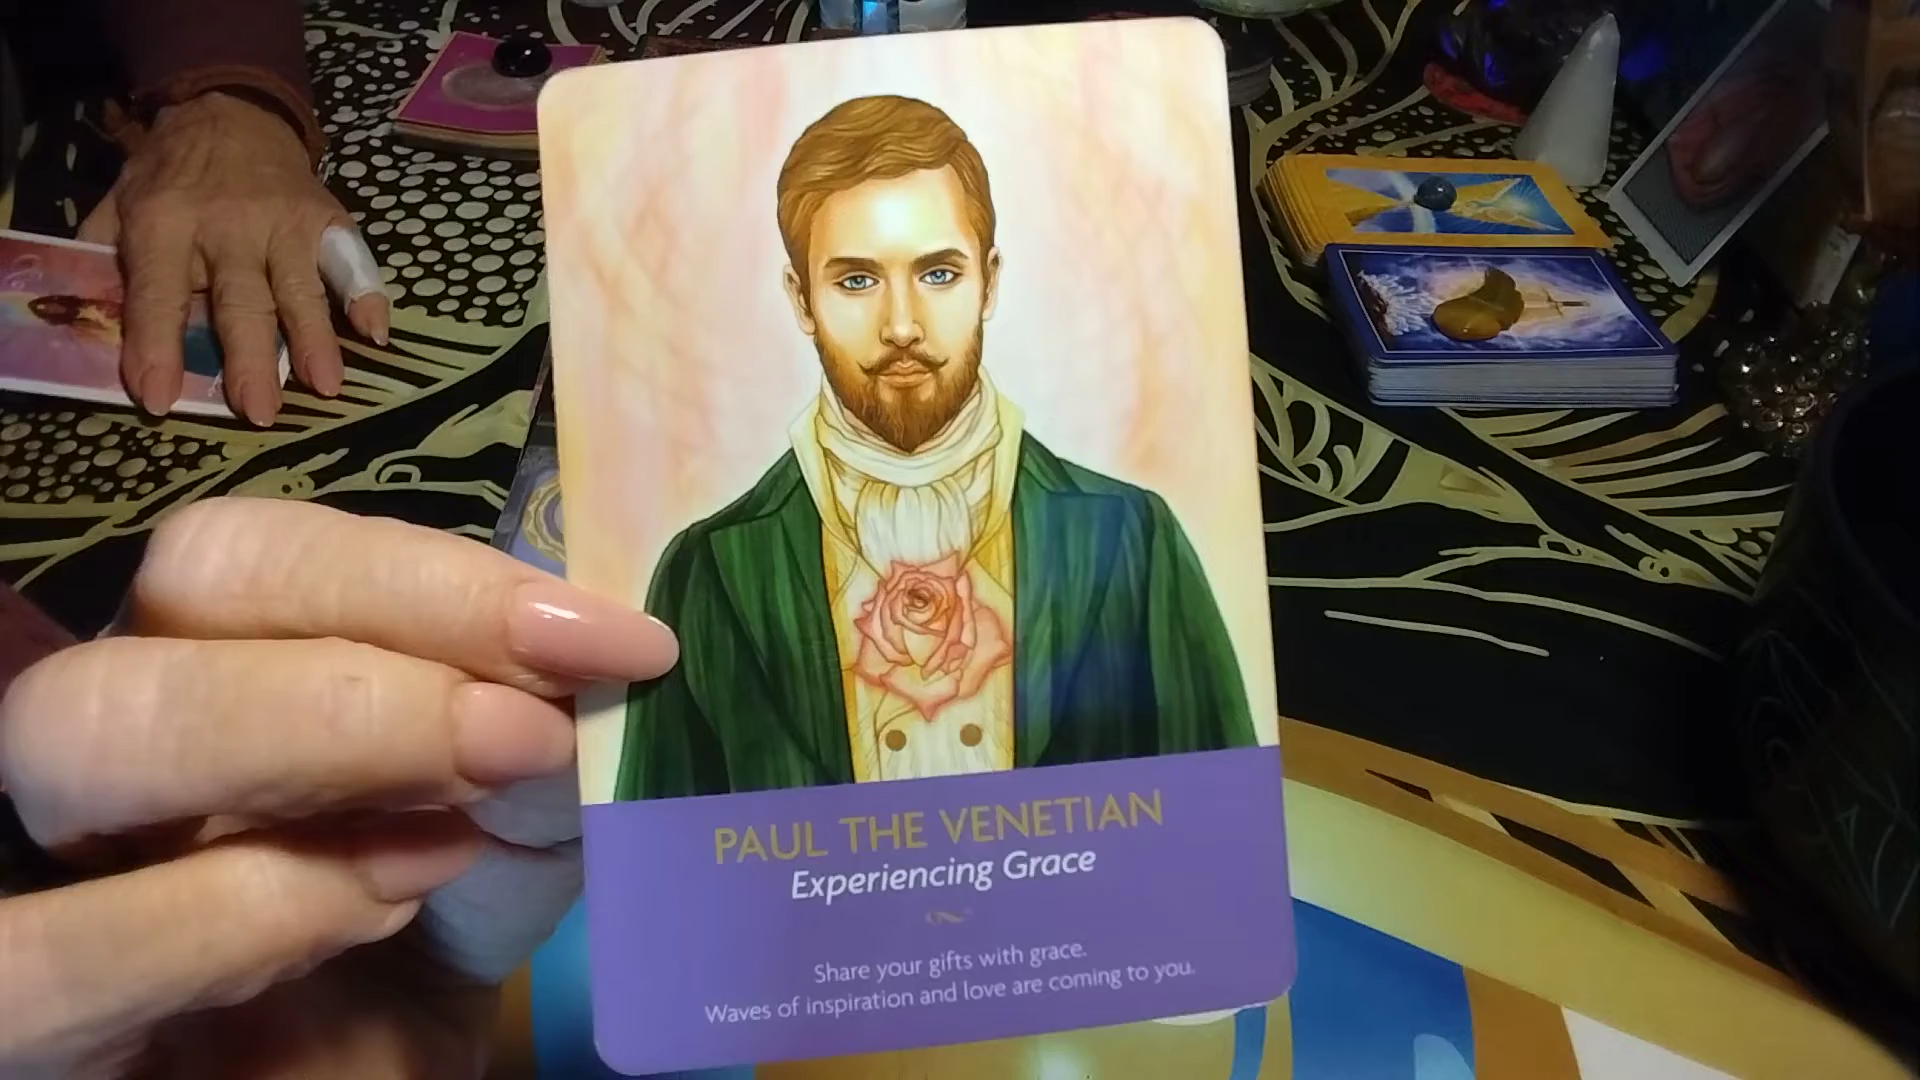 PAUL THE VENETIAN
Experiencing Grace
Share your gifts with grace.
Waves of inspiration and love are coming to you.